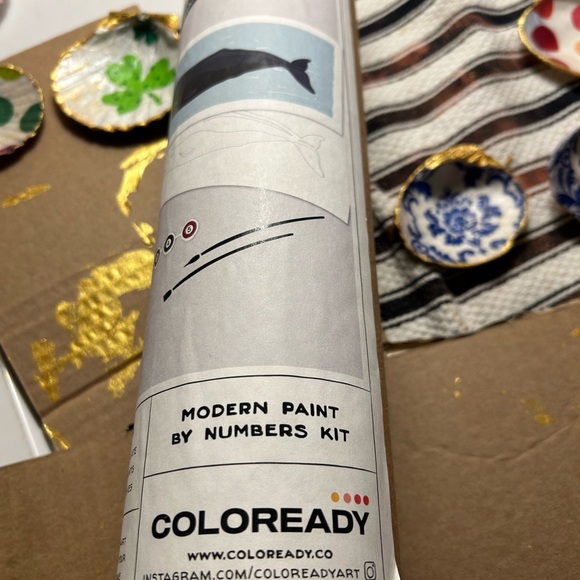 MODERN PAINT
BY NUMBERS KIT
COLOREADY
WWW.COLOREADY.CO
INSTAGRAM.COM/COLOREADYART